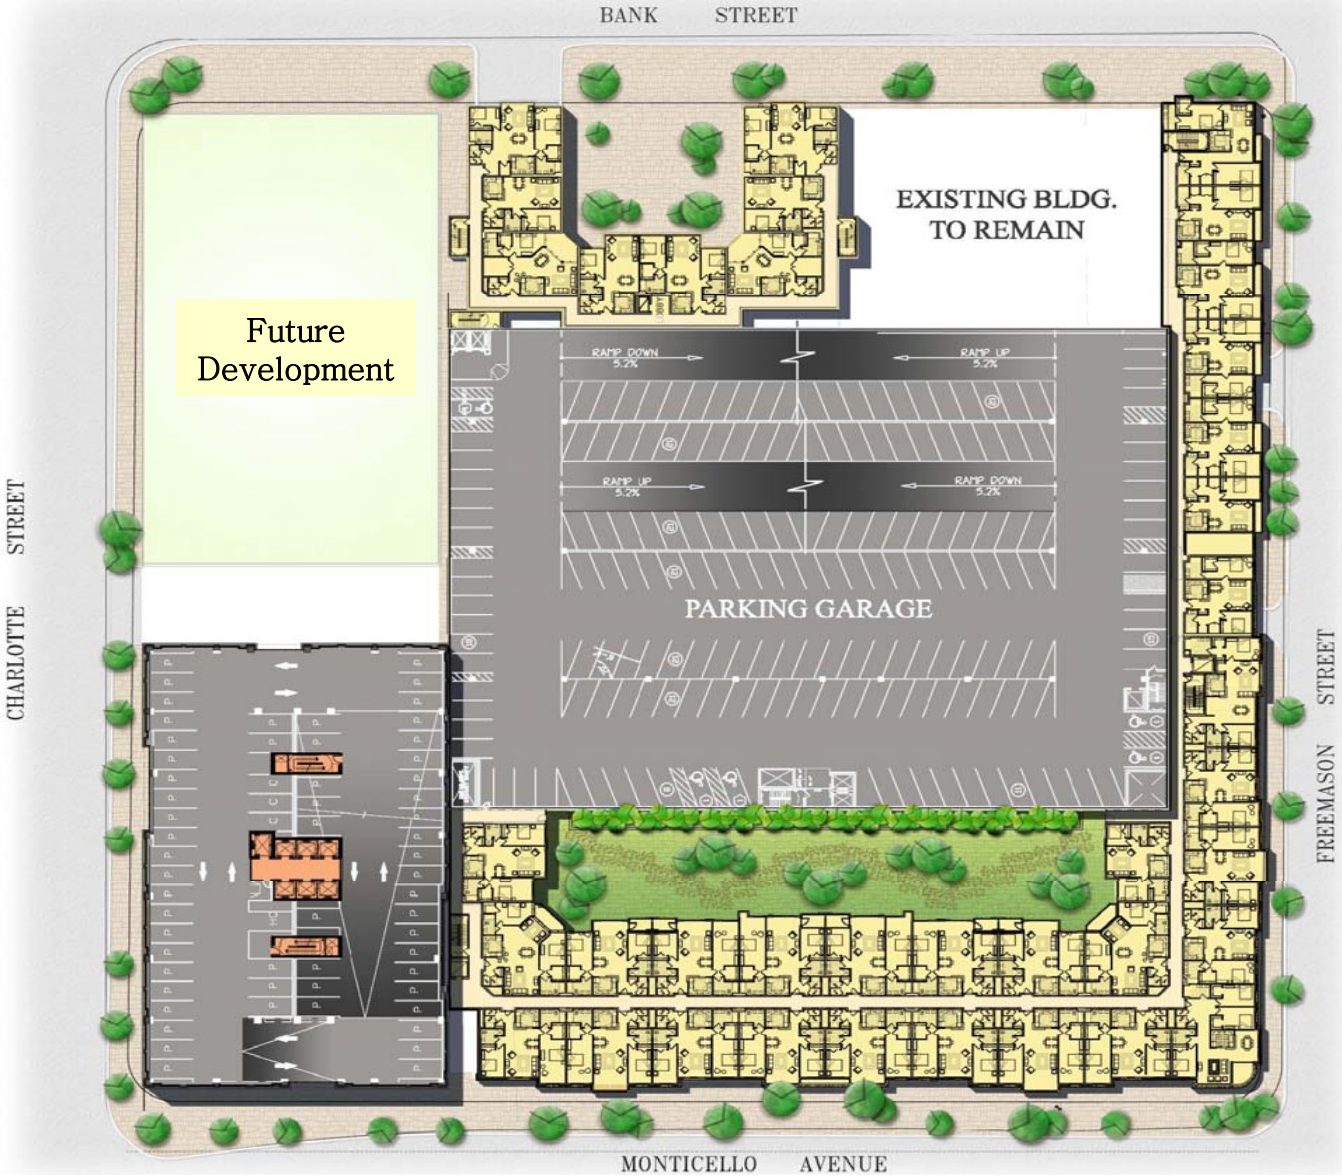 BANK STREET
EXISTING BLDG.
TO REMAIN
Future
Development
LOBBY
RAMP DOWN
5.2%
RAMP UP
5.2%
RAMP UP
5.2%
RAMP DOWN
5.2%
PARKING GARAGE
CHARLOTTE STREET
FREEMASON STREET
MONTICELLO AVENUE